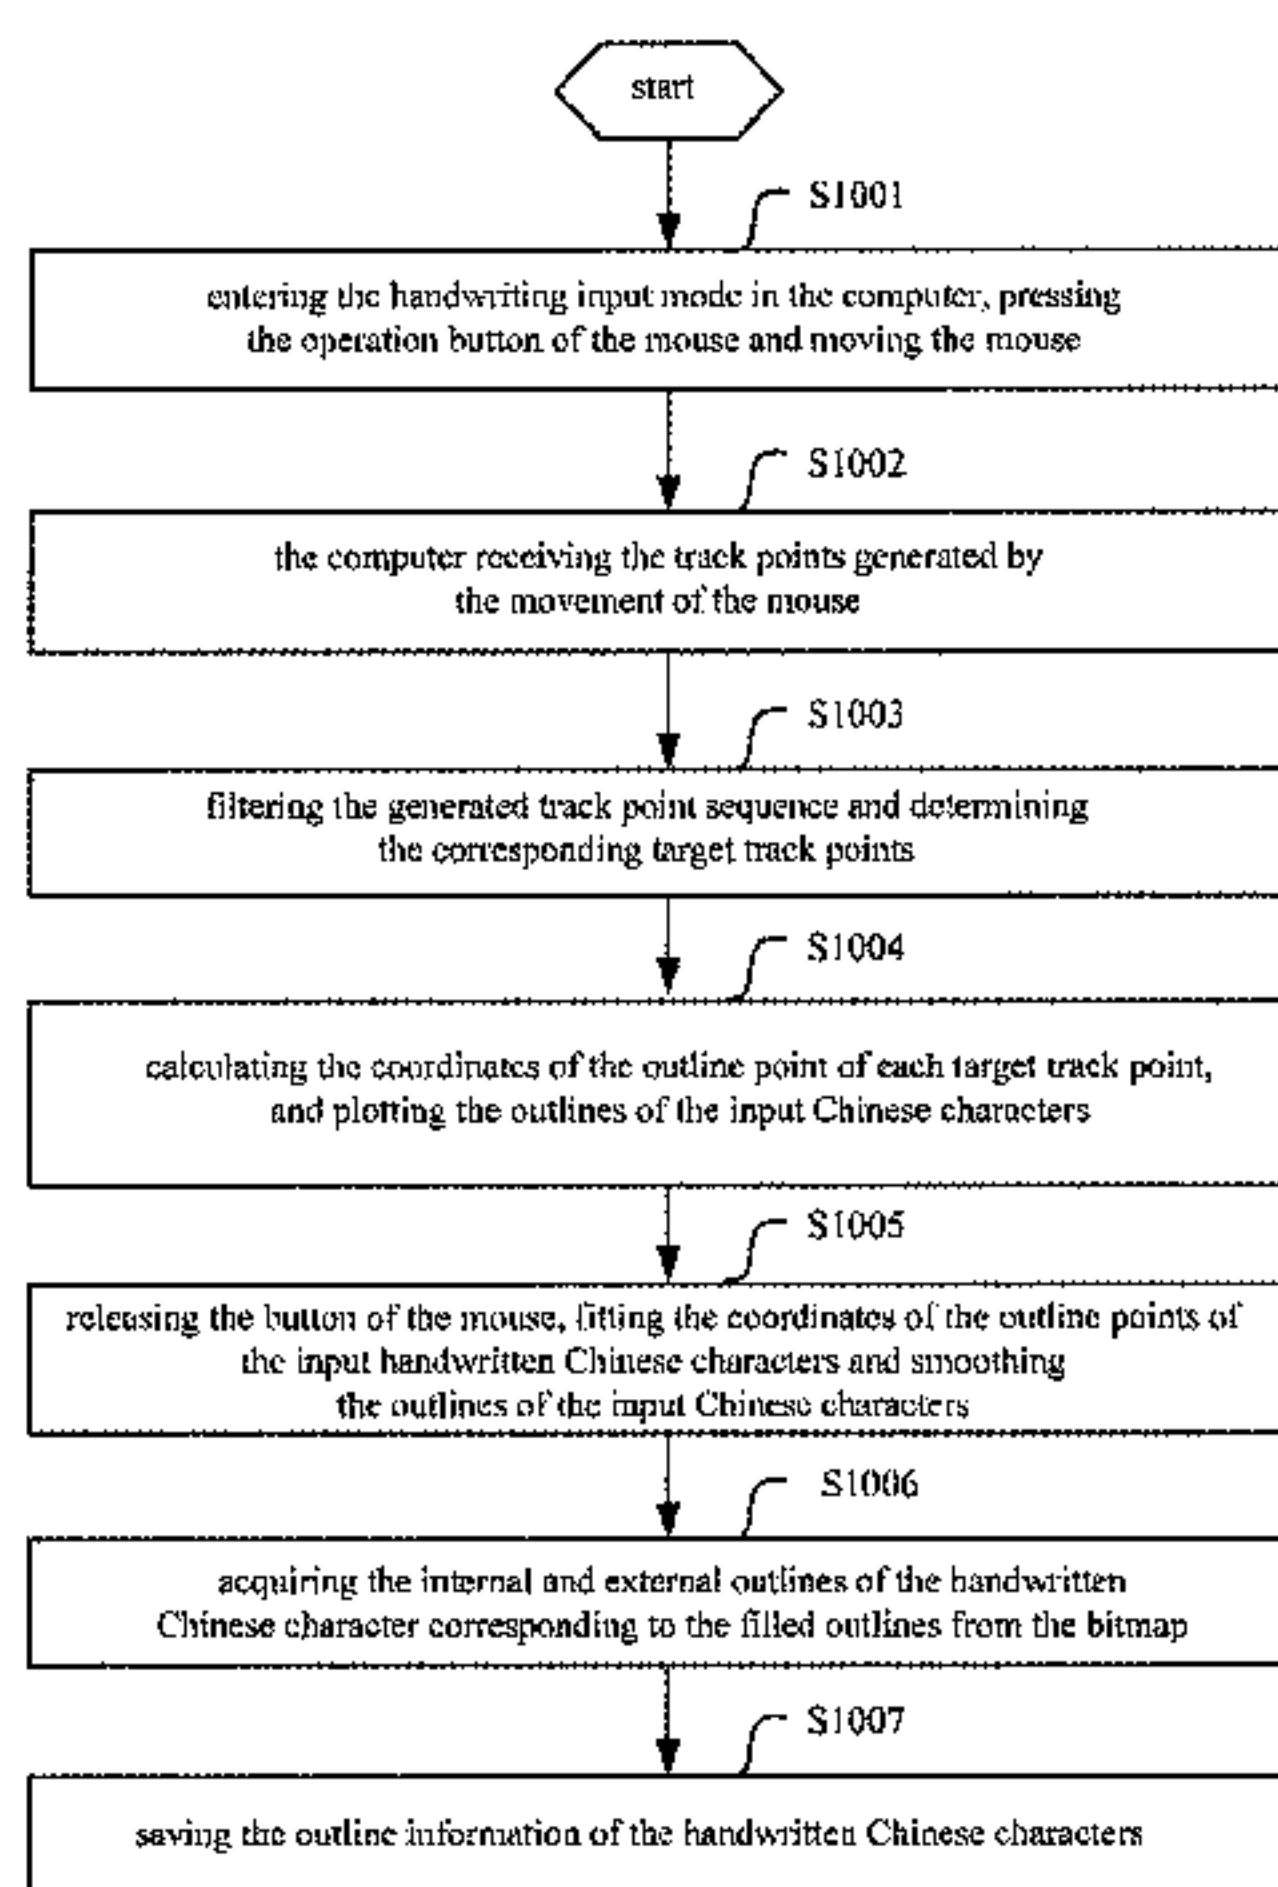 start
S1001
entering the handwriting input mode in the computer, pressing
the operation button of the mouse and moving the mouse
S1002
the computer receiving the track points generated by
the movement of the mouse
S1003
filtering the generated track point sequence and determining
the corresponding target track points
S1004
calculating the coordinates of the outline point of each target track point,
and plotting the outlines of the input Chinese characters
S1005
releasing the button of the mouse, fitting the coordinates of the outline points of
the input handwritten Chinese characters and smoothing
the outlines of the input Chinese characters
S1006
acquiring the internal and external outlines of the handwritten
Chinese character corresponding to the filled outlines from the bitmap
S1007
saving the outline information of the handwritten Chinese characters